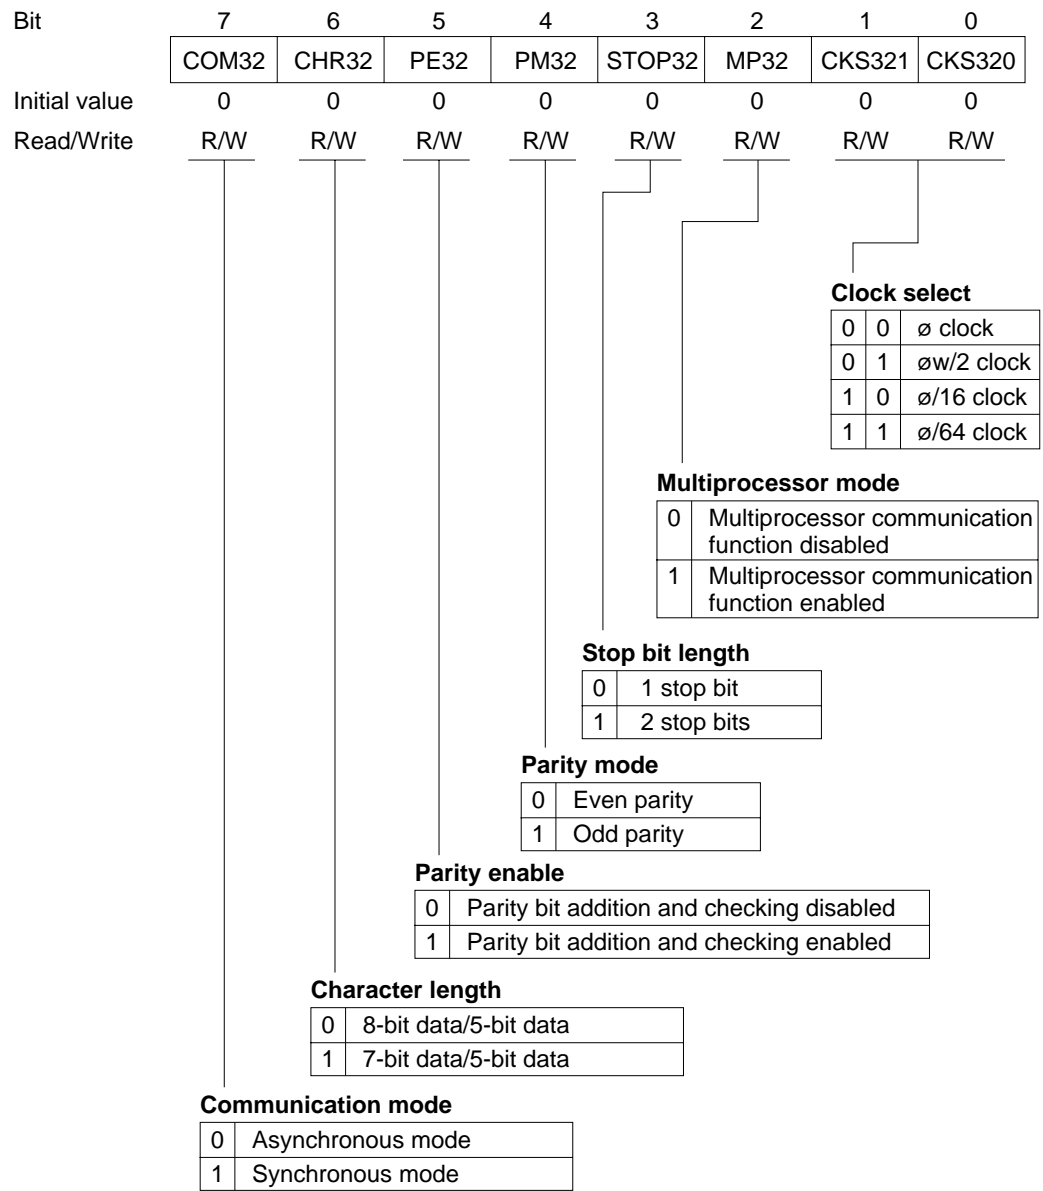 Bit 7 6 5 4 3 2 1 0
COM32 CHR32 PE32 PM32 STOP32 MP32 CKS321 CKS320
Initial value 0 0 0 0 0 0 0 0
Read/Write R/W R/W R/W R/W R/W R/W R/W R/W
Clock select
0 0 ø clock
0 1 øw/2 clock
1 0 ø/16 clock
1 1 ø/64 clock
Multiprocessor mode
0 Multiprocessor communication
function disabled
1 Multiprocessor communication
function enabled
Stop bit length
0 1 stop bit
1 2 stop bits
Parity mode
0 Even parity
1 Odd parity
Parity enable
0 Parity bit addition and checking disabled
1 Parity bit addition and checking enabled
Character length
0 8-bit data/5-bit data
1 7-bit data/5-bit data
Communication mode
0 Asynchronous mode
1 Synchronous mode